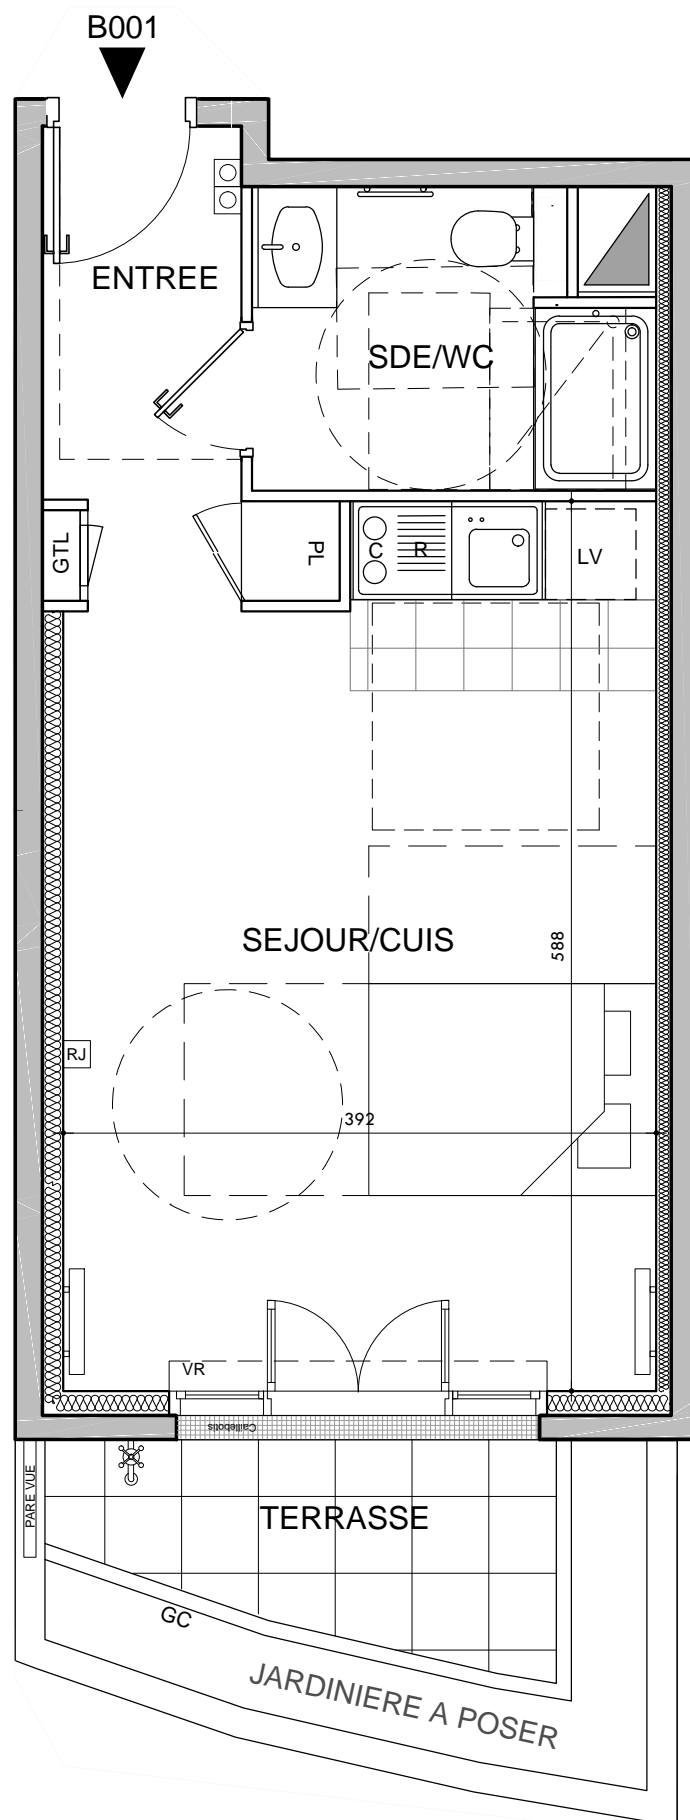 B001
ENTREE
SDE/WC
GTL
PL
C
R
LV
SEJOUR/CUIS
588
RJ
392
VR
Caillebotis
PARE VUE
TERRASSE
GC
JARDINIERE A POSER